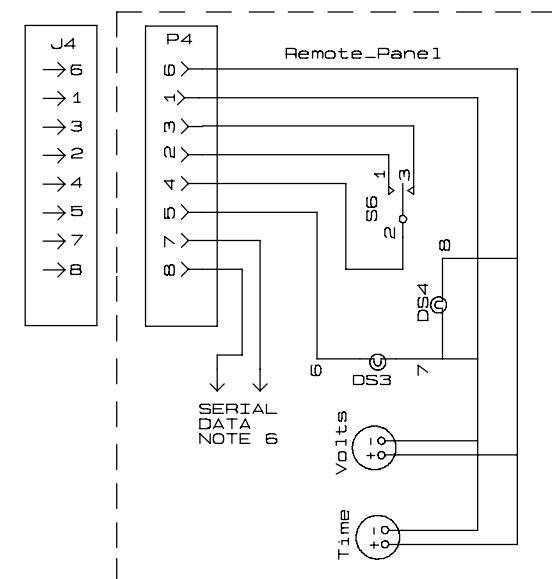 J4
→6
→1
→3
→2
→4
→5
→7
→8
P4
6
1
3
2
4
5
7
8
Remote_Panel
1
3
S6
2
8
DS4
6
DS3
7
SERIAL
DATA
NOTE 6
Volts
-
+
Time
-
+